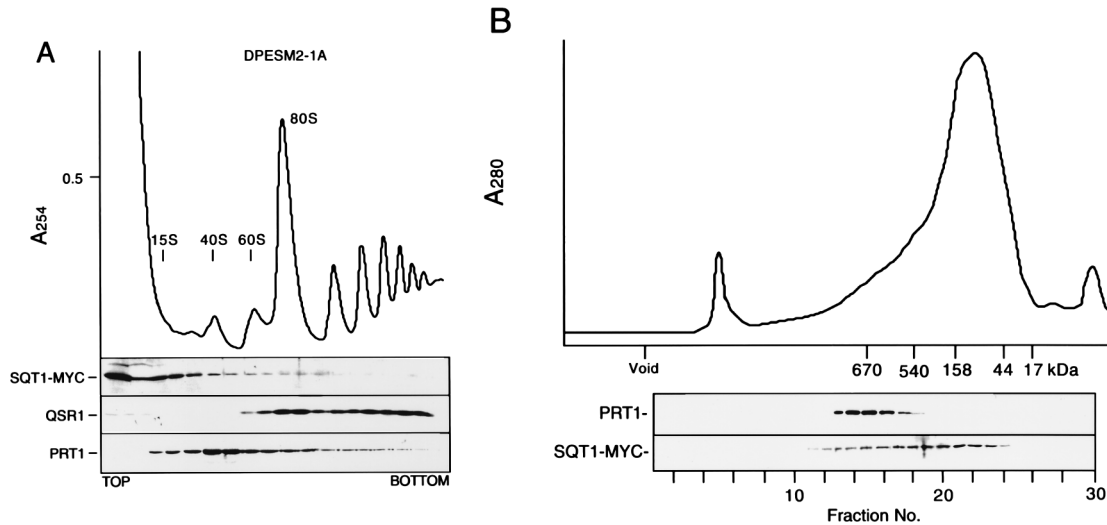 A
DPESM2-1A
80S
0.5
A254
15S 40S 60S
SQT1-MYC
QSR1
PRT1
TOP BOTTOM
B
A280
Void 670 540 158 44 17 kDa
PRT1-
SQT1-MYC-
10 20 30
Fraction No.